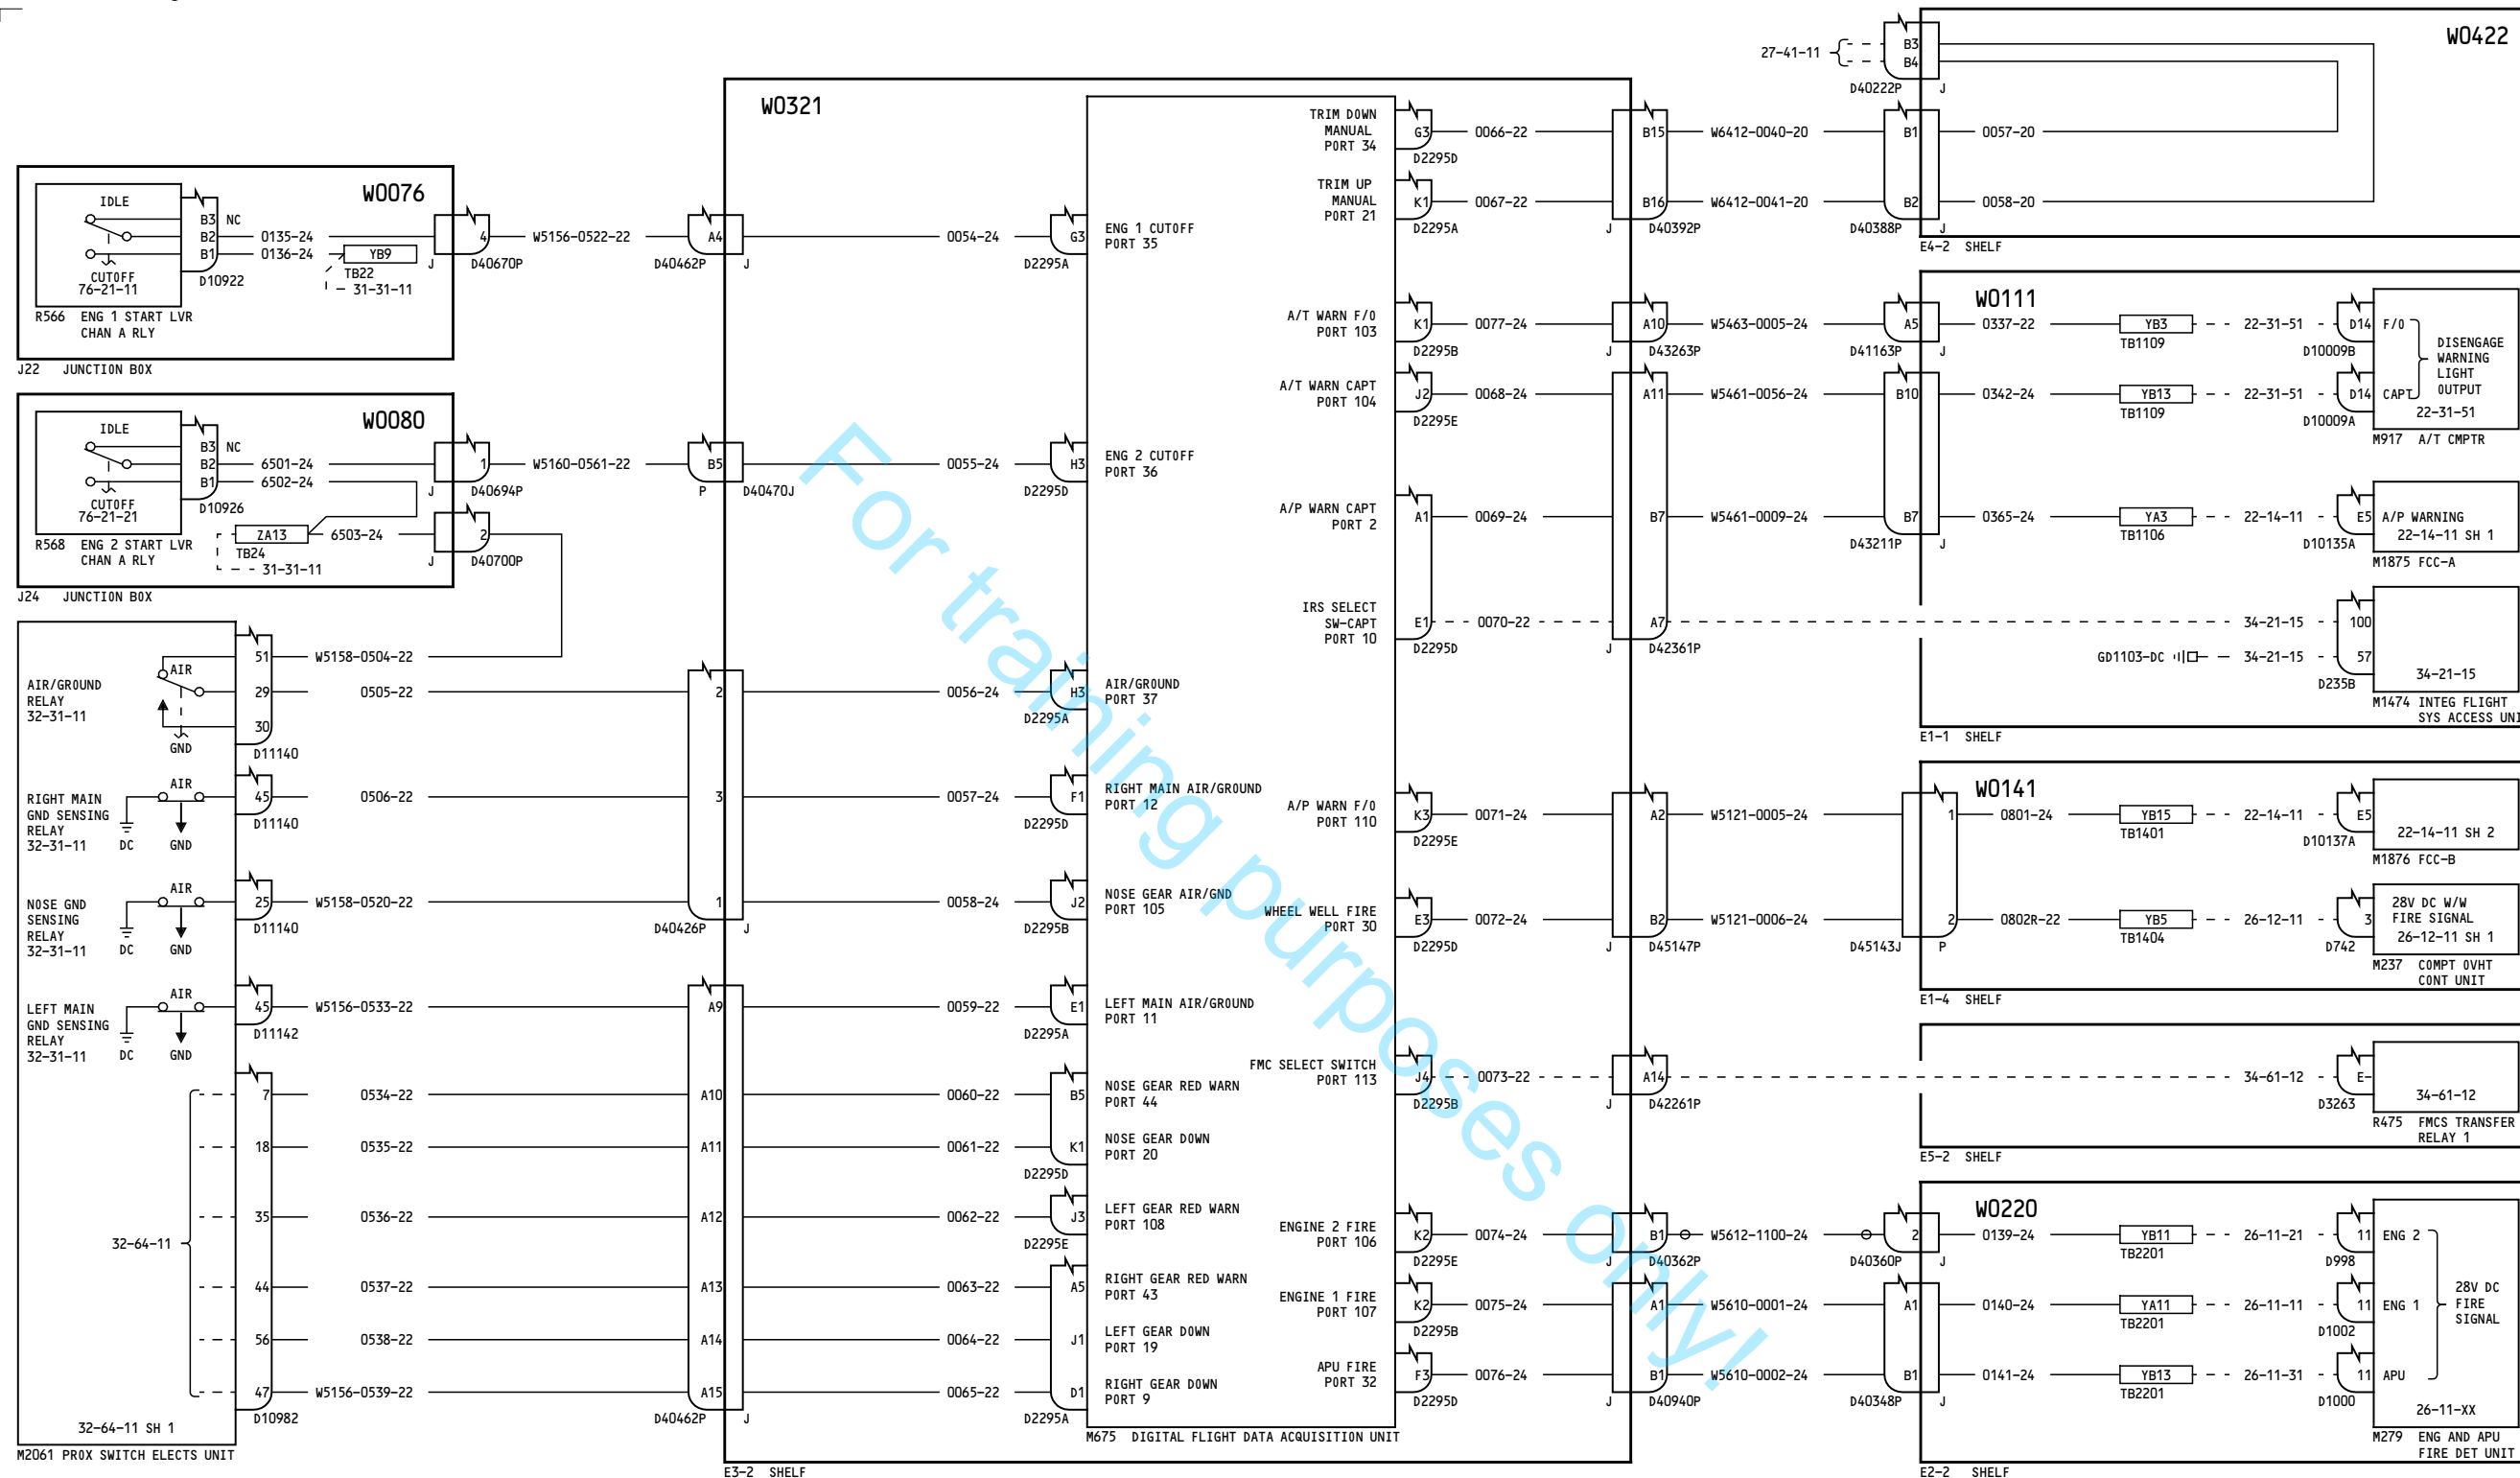 27-41-11
B3
B4
D40222P J
W0422
W0321
TRIM DOWN
MANUAL
PORT 34
G3
0066-22
B15
W6412-0040-20
B1
0057-20
D2295D
TRIM UP
MANUAL
PORT 21
K1
0067-22
B16
W6412-0041-20
B2
0058-20
D2295A
J D40392P
D40388P J
E4-2 SHELF
W0076
IDLE
B3 NC
B2 0135-24
B1 0136-24
YB9
TB22
31-31-11
CUTOFF
76-21-11
D10922
R566 ENG 1 START LVR
CHAN A RLY
J22 JUNCTION BOX
4
J D40670P
W5156-0522-22
A4
D40462P J
0054-24
G3
D2295A
ENG 1 CUTOFF
PORT 35
A/T WARN F/O
PORT 103
K1
0077-24
A10
W5463-0005-24
A5
D2295B
J D43263P
D41163P J
W0111
0337-22
YB3
TB1109
22-31-51
D14 F/O
D10009B
DISENGAGE
WARNING
LIGHT
OUTPUT
A/T WARN CAPT
PORT 104
J2
0068-24
A11
W5461-0056-24
B10
0342-24
YB13
TB1109
22-31-51
D14 CAPT
D10009A
22-31-51
M917 A/T CMPTR
D2295E
W0080
IDLE
B3 NC
B2 6501-24
B1 6502-24
CUTOFF
76-21-21
D10926
ZA13
6503-24
TB24
31-31-11
R568 ENG 2 START LVR
CHAN A RLY
J24 JUNCTION BOX
1
J D40694P
2
J D40700P
W5160-0561-22
B5
P D40470J
0055-24
H3
D2295D
ENG 2 CUTOFF
PORT 36
A/P WARN CAPT
PORT 2
A1
0069-24
B7
W5461-0009-24
B7
D43211P J
0365-24
YA3
TB1106
22-14-11
E5 A/P WARNING
22-14-11 SH 1
D10135A
M1875 FCC-A
IRS SELECT
SW-CAPT
PORT 10
E1
0070-22
A7
D2295D
J D42361P
34-21-15
100
GD1103-DC
34-21-15
57
D235B
34-21-15
M1474 INTEG FLIGHT
SYS ACCESS UNI
E1-1 SHELF
AIR/GROUND
RELAY
32-31-11
AIR
GND
51
29
30
D11140
W5158-0504-22
0505-22
2
0056-24
H3
D2295A
AIR/GROUND
PORT 37
RIGHT MAIN
GND SENSING
RELAY
32-31-11
AIR
DC
GND
45
D11140
0506-22
3
0057-24
F1
D2295D
RIGHT MAIN AIR/GROUND
PORT 12
A/P WARN F/O
PORT 110
K3
0071-24
A2
W5121-0005-24
1
D2295E
W0141
0801-24
YB15
TB1401
22-14-11
E5
D10137A
22-14-11 SH 2
M1876 FCC-B
NOSE GND
SENSING
RELAY
32-31-11
AIR
DC
GND
25
D11140
W5158-0520-22
1
D40426P J
0058-24
J2
D2295B
NOSE GEAR AIR/GND
PORT 105
WHEEL WELL FIRE
PORT 30
E3
0072-24
B2
W5121-0006-24
2
D2295D
J D45147P
D45143J P
0802R-22
YB5
TB1404
26-12-11
3
D742
28V DC W/W
FIRE SIGNAL
26-12-11 SH 1
M237 COMPT OVHT
CONT UNIT
E1-4 SHELF
LEFT MAIN
GND SENSING
RELAY
32-31-11
AIR
DC
GND
45
D11142
W5156-0533-22
A9
0059-22
E1
D2295A
LEFT MAIN AIR/GROUND
PORT 11
FMC SELECT SWITCH
PORT 113
J4
0073-22
A14
D2295B
J D42261P
34-61-12
E-
D3263
34-61-12
R475 FMCS TRANSFER
RELAY 1
E5-2 SHELF
7
0534-22
A10
0060-22
B5
NOSE GEAR RED WARN
PORT 44
18
0535-22
A11
0061-22
K1
NOSE GEAR DOWN
PORT 20
D2295D
32-64-11
35
0536-22
A12
0062-22
J3
LEFT GEAR RED WARN
PORT 108
D2295E
ENGINE 2 FIRE
PORT 106
K2
0074-24
B1
W5612-1100-24
2
D2295E
D40362P
D40360P
W0220
0139-24
YB11
TB2201
26-11-21
11 ENG 2
D998
44
0537-22
A13
0063-22
A5
RIGHT GEAR RED WARN
PORT 43
ENGINE 1 FIRE
PORT 107
K2
0075-24
A1
W5610-0001-24
A1
D2295B
0140-24
YA11
TB2201
26-11-11
11 ENG 1
D1002
28V DC
FIRE
SIGNAL
56
0538-22
A14
0064-22
J1
LEFT GEAR DOWN
PORT 19
47
W5156-0539-22
A15
0065-22
D1
RIGHT GEAR DOWN
PORT 9
D10982
D40462P J
D2295A
APU FIRE
PORT 32
F3
0076-24
B1
W5610-0002-24
B1
D2295D
J D40940P
D40348P J
0141-24
YB13
TB2201
26-11-31
11 APU
D1000
26-11-XX
32-64-11 SH 1
M2061 PROX SWITCH ELECTS UNIT
M675 DIGITAL FLIGHT DATA ACQUISITION UNIT
M279 ENG AND APU
FIRE DET UNIT
E3-2 SHELF
E2-2 SHELF
For training purposes only!